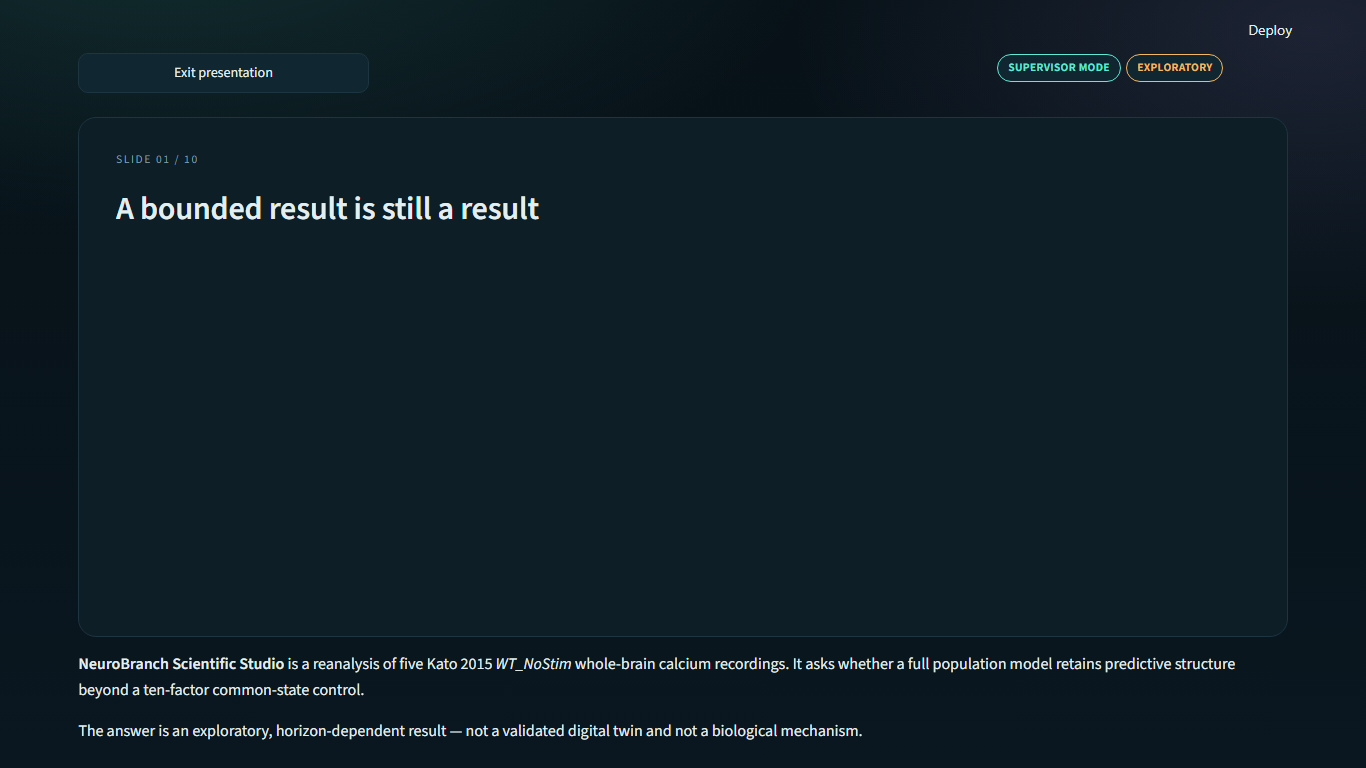 Deploy
Exit presentation
SUPERVISOR MODE
EXPLORATORY
SLIDE 01 / 10
A bounded result is still a result
NeuroBranch Scientific Studio is a reanalysis of five Kato 2015 WT_NoStim whole-brain calcium recordings. It asks whether a full population model retains predictive structure
beyond a ten-factor common-state control.
The answer is an exploratory, horizon-dependent result — not a validated digital twin and not a biological mechanism.